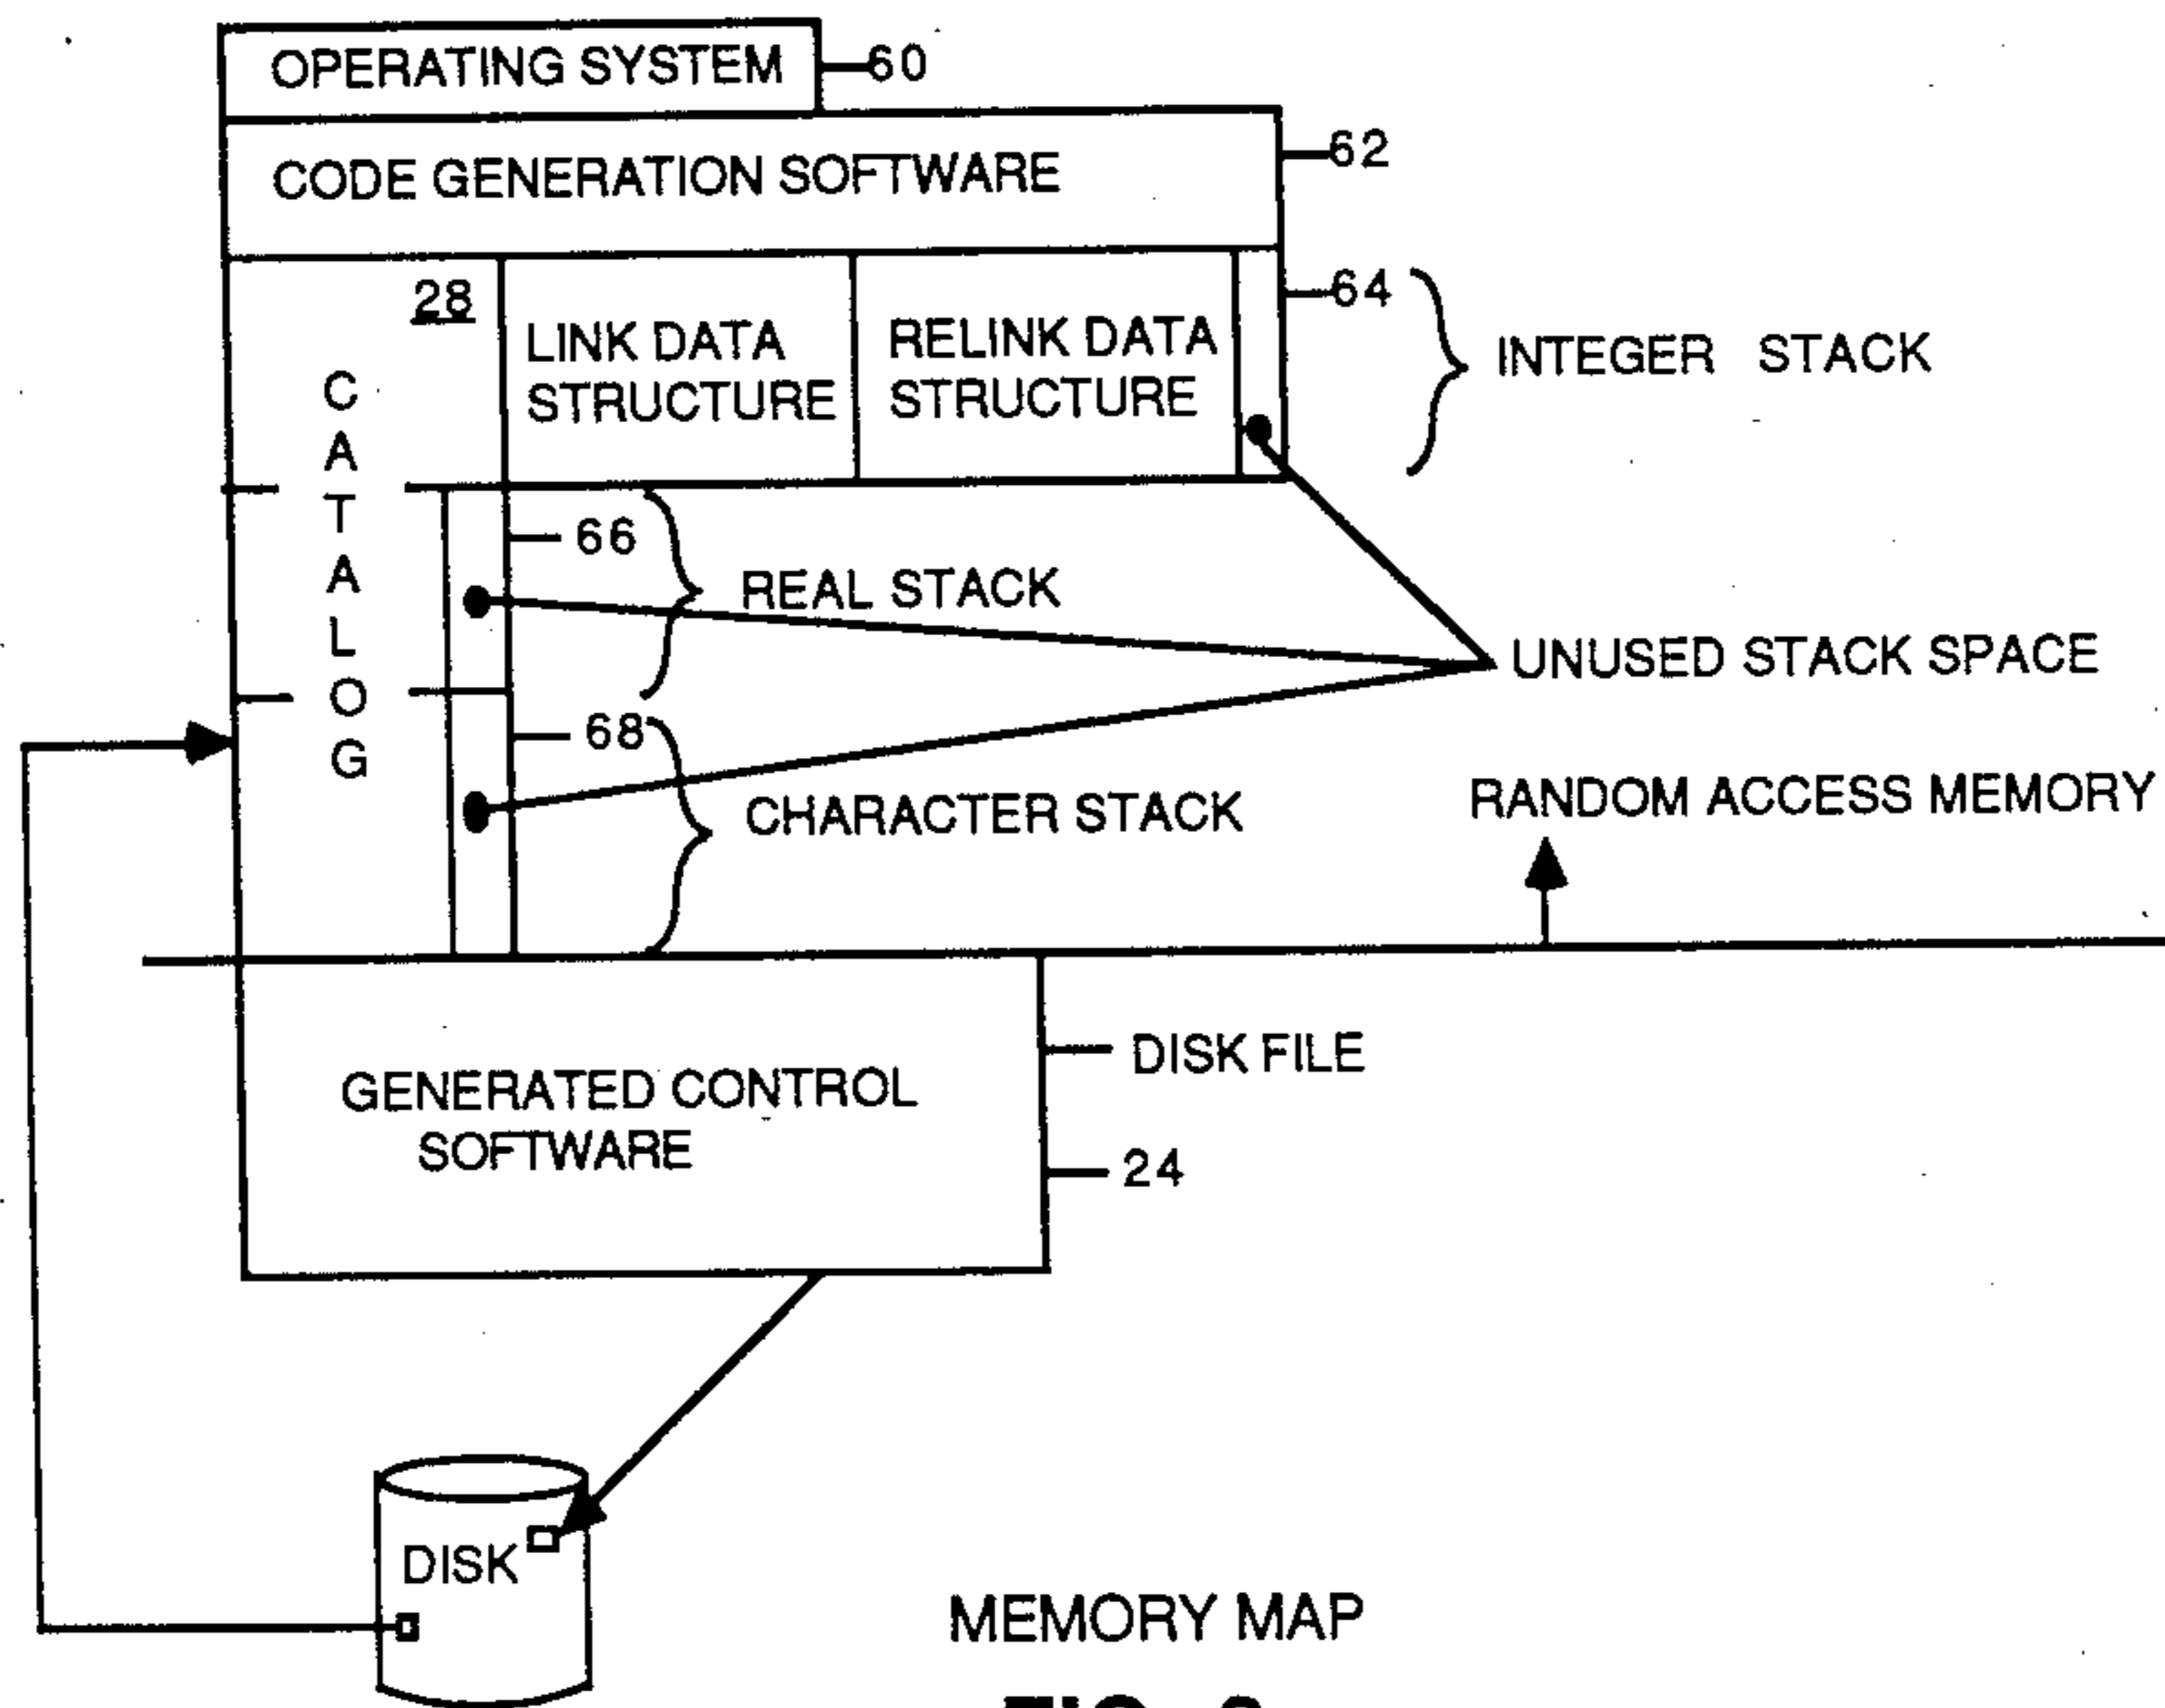 OPERATING SYSTEM
60
CODE GENERATION SOFTWARE
62
28
LINK DATA
STRUCTURE
RELINK DATA
STRUCTURE
64
INTEGER STACK
CATALOG
66
REAL STACK
UNUSED STACK SPACE
68
CHARACTER STACK
RANDOM ACCESS MEMORY
DISK FILE
GENERATED CONTROL
SOFTWARE
24
DISK
MEMORY MAP